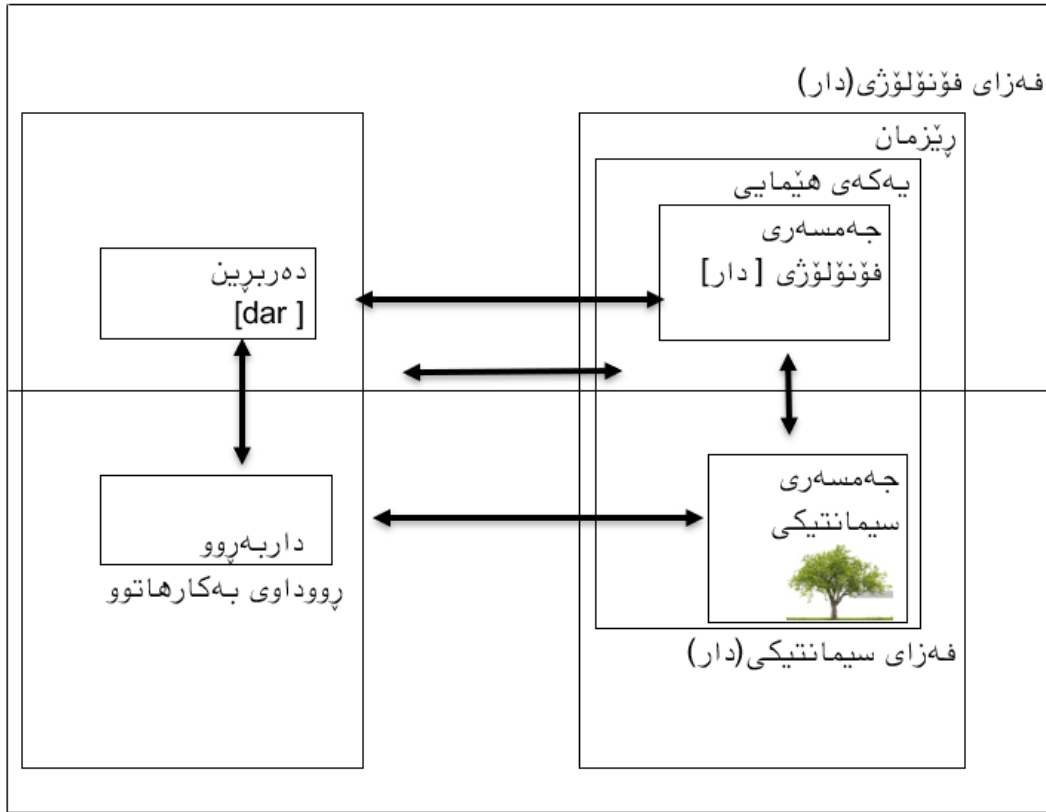 فەزای فۆنۆلۆژی(دار)
ڕێزمان
یەکەی هێمایی
جەمسەری
فۆنۆلۆژی [ دار]
دەربڕین
[dar ]
جەمسەری
سیمانتیکی
داربەڕوو
ڕووداوی بەکارهاتوو
فەزای سیمانتیکی(دار)